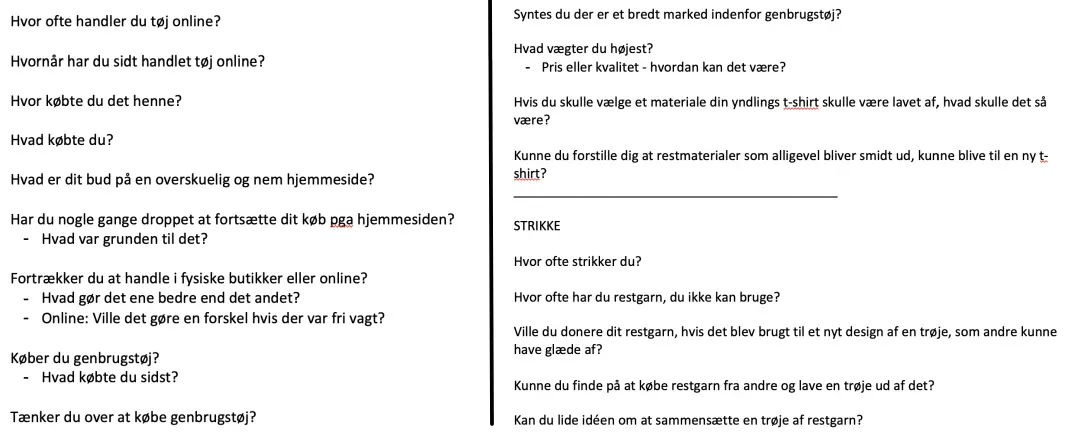 Hvor ofte handler du tøj online?
Hvornår har du sidt handlet tøj online?
Hvor købte du det henne?
Hvad købte du?
Hvad er dit bud på en overskuelig og nem hjemmeside?
Har du nogle gange droppet at fortsætte dit køb pga hjemmesiden?
- Hvad var grunden til det?
Fortrækker du at handle i fysiske butikker eller online?
- Hvad gør det ene bedre end det andet?
- Online: Ville det gøre en forskel hvis der var fri vagt?
Køber du genbrugstøj?
- Hvad købte du sidst?
Tænker du over at købe genbrugstøj?
Syntes du der er et bredt marked indenfor genbrugstøj?
Hvad vægter du højest?
- Pris eller kvalitet - hvordan kan det være?
Hvis du skulle vælge et materiale din yndlings t-shirt skulle være lavet af, hvad skulle det så
være?
Kunne du forstille dig at restmaterialer som alligevel bliver smidt ud, kunne blive til en ny t-
shirt?
STRIKKE
Hvor ofte strikker du?
Hvor ofte har du restgarn, du ikke kan bruge?
Ville du donere dit restgarn, hvis det blev brugt til et nyt design af en trøje, som andre kunne
have glæde af?
Kunne du finde på at købe restgarn fra andre og lave en trøje ud af det?
Kan du lide idéen om at sammensætte en trøje af restgarn?